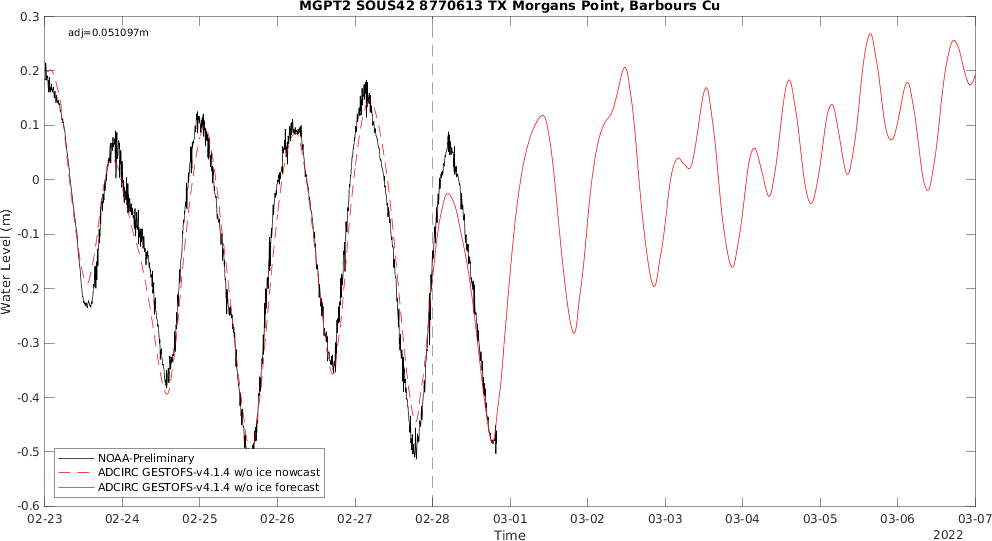 MGPT2 SOUS42 8770613 TX Morgans Point, Barbours Cu
adj=0.051097m
0.3
0.2
0.1
0
-0.1
-0.2
-0.3
-0.4
-0.5
-0.6
Water Level (m)
NOAA-Preliminary
ADCIRC GESTOFS-v4.1.4 w/o ice nowcast
ADCIRC GESTOFS-v4.1.4 w/o ice forecast
02-23 02-24 02-25 02-26 02-27 02-28 03-01 03-02 03-03 03-04 03-05 03-06 03-07
Time
2022